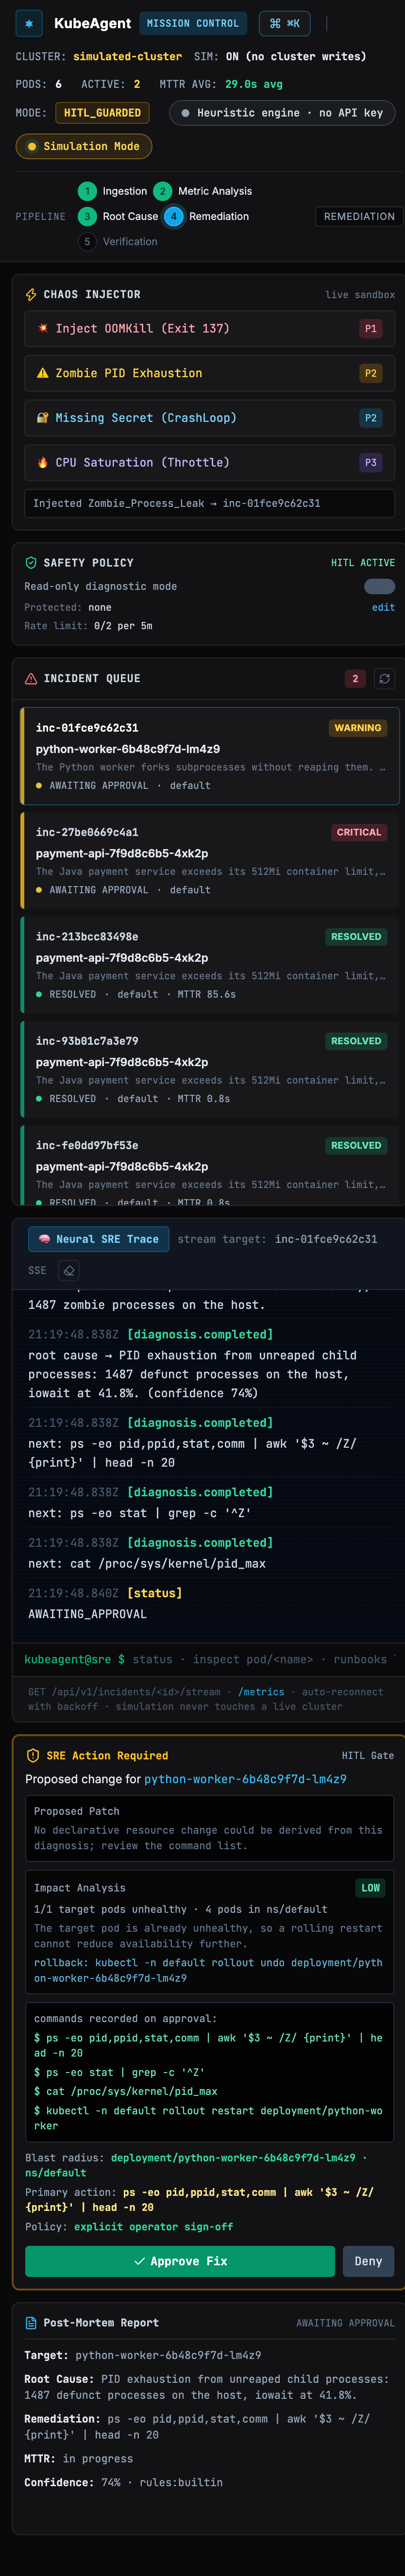 KubeAgent MISSION CONTROL ⌘ ⌘K
CLUSTER: simulated-cluster SIM: ON (no cluster writes)
PODS: 6 ACTIVE: 2 MTTR AVG: 29.0s avg
MODE: HITL_GUARDED Heuristic engine · no API key
Simulation Mode
1 Ingestion 2 Metric Analysis
PIPELINE 3 Root Cause 4 Remediation REMEDIATION
5 Verification
CHAOS INJECTOR live sandbox
💥 Inject OOMKill (Exit 137) P1
⚠️ Zombie PID Exhaustion P2
🔐 Missing Secret (CrashLoop) P2
🔥 CPU Saturation (Throttle) P3
Injected Zombie_Process_Leak → inc-01fce9c62c31
SAFETY POLICY HITL ACTIVE
Read-only diagnostic mode
Protected: none edit
Rate limit: 0/2 per 5m
INCIDENT QUEUE 2
inc-01fce9c62c31 WARNING
python-worker-6b48c9f7d-lm4z9
The Python worker forks subprocesses without reaping them. …
AWAITING APPROVAL · default
inc-27be0669c4a1 CRITICAL
payment-api-7f9d8c6b5-4xk2p
The Java payment service exceeds its 512Mi container limit,…
AWAITING APPROVAL · default
inc-213bcc83498e RESOLVED
payment-api-7f9d8c6b5-4xk2p
The Java payment service exceeds its 512Mi container limit,…
RESOLVED · default · MTTR 85.6s
inc-93b01c7a3e79 RESOLVED
payment-api-7f9d8c6b5-4xk2p
The Java payment service exceeds its 512Mi container limit,…
RESOLVED · default · MTTR 0.8s
inc-fe0dd97bf53e RESOLVED
payment-api-7f9d8c6b5-4xk2p
The Java payment service exceeds its 512Mi container limit,…
RESOLVED · default · MTTR 0.8s
🧠 Neural SRE Trace stream target: inc-01fce9c62c31
SSE
1487 zombie processes on the host.
21:19:48.838Z [diagnosis.completed]
root cause → PID exhaustion from unreaped child
processes: 1487 defunct processes on the host,
iowait at 41.8%. (confidence 74%)
21:19:48.838Z [diagnosis.completed]
next: ps -eo pid,ppid,stat,comm | awk '$3 ~ /Z/
{print}' | head -n 20
21:19:48.838Z [diagnosis.completed]
next: ps -eo stat | grep -c '^Z'
21:19:48.838Z [diagnosis.completed]
next: cat /proc/sys/kernel/pid_max
21:19:48.840Z [status]
AWAITING_APPROVAL
kubeagent@sre $ status · inspect pod/<name> · runbooks
GET /api/v1/incidents/<id>/stream · /metrics · auto-reconnect
with backoff · simulation never touches a live cluster
SRE Action Required HITL Gate
Proposed change for python-worker-6b48c9f7d-lm4z9
Proposed Patch
No declarative resource change could be derived from this
diagnosis; review the command list.
Impact Analysis LOW
1/1 target pods unhealthy · 4 pods in ns/default
The target pod is already unhealthy, so a rolling restart
cannot reduce availability further.
rollback: kubectl -n default rollout undo deployment/pyth
on-worker-6b48c9f7d-lm4z9
commands recorded on approval:
$ ps -eo pid,ppid,stat,comm | awk '$3 ~ /Z/ {print}' | he
ad -n 20
$ ps -eo stat | grep -c '^Z'
$ cat /proc/sys/kernel/pid_max
$ kubectl -n default rollout restart deployment/python-wo
rker
Blast radius: deployment/python-worker-6b48c9f7d-lm4z9 ·
ns/default
Primary action: ps -eo pid,ppid,stat,comm | awk '$3 ~ /Z/
{print}' | head -n 20
Policy: explicit operator sign-off
✓ Approve Fix Deny
Post-Mortem Report AWAITING APPROVAL
Target: python-worker-6b48c9f7d-lm4z9
Root Cause: PID exhaustion from unreaped child processes:
1487 defunct processes on the host, iowait at 41.8%.
Remediation: ps -eo pid,ppid,stat,comm | awk '$3 ~ /Z/
{print}' | head -n 20
MTTR: in progress
Confidence: 74% · rules:builtin